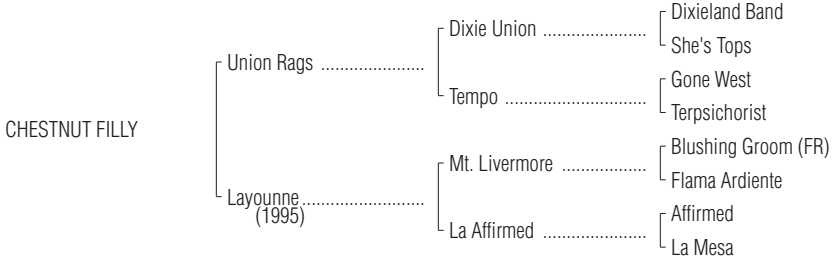 Dixieland Band
Dixie Union ......................
She's Tops
Union Rags ......................
Gone West
Tempo ..............................
Terpsichorist
CHESTNUT FILLY
Blushing Groom (FR)
Mt. Livermore ..................
Flama Ardiente
Layounne..........................
(1995)
Affirmed
La Affirmed ......................
La Mesa